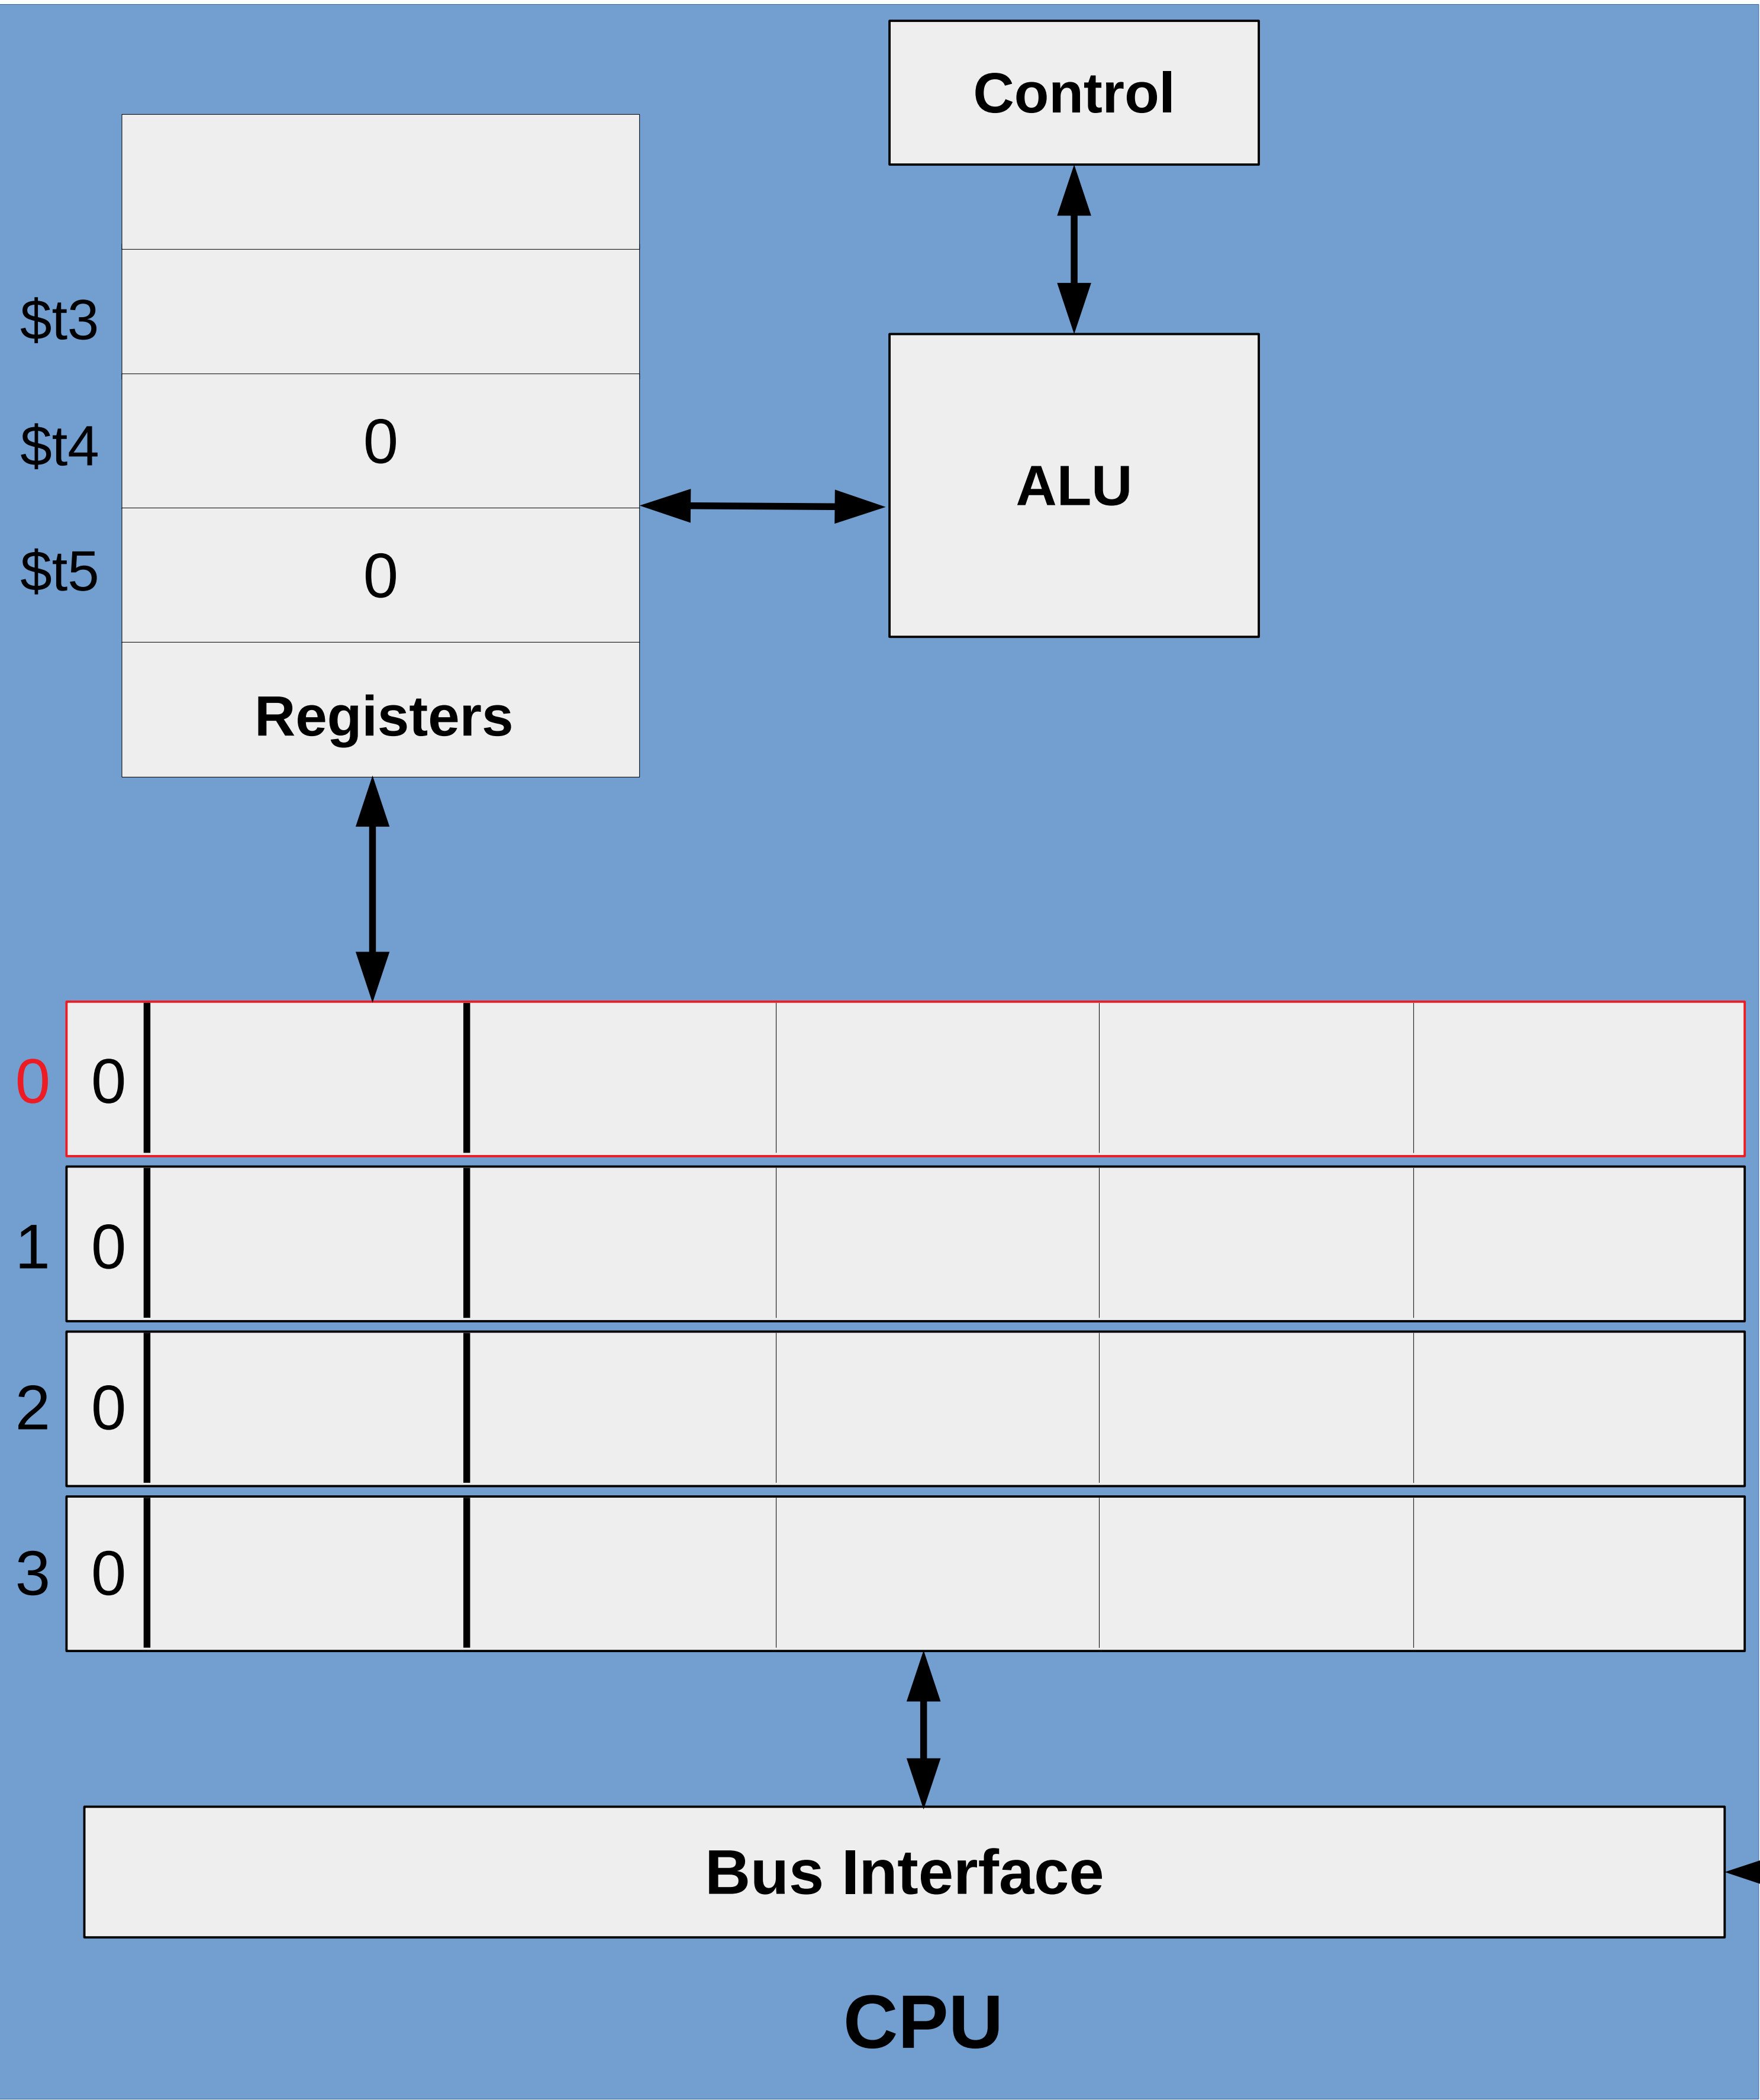 Control
$t3
$t4 0
ALU
$t5 0
Registers
0 0
1 0
2 0
3 0
Bus Interface
CPU